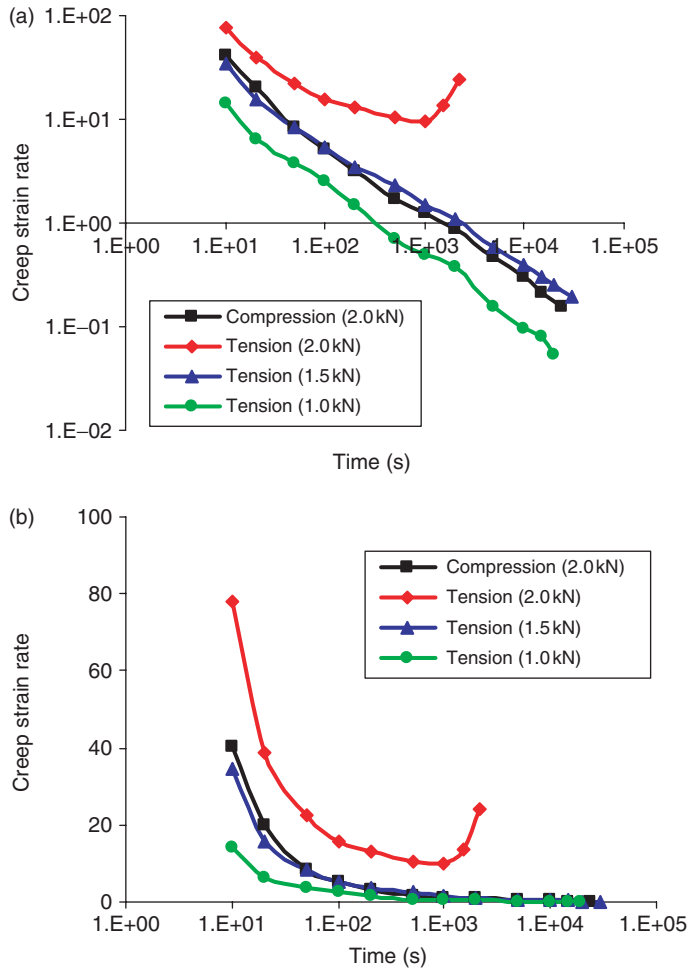 (a)
1.E+02
1.E+01
1.E+00
1.E−01
1.E−02
Creep strain rate
1.E+00 1.E+01 1.E+02 1.E+03 1.E+04 1.E+05
Compression (2.0 kN)
Tension (2.0 kN)
Tension (1.5 kN)
Tension (1.0 kN)
Time (s)
(b)
100
80
60
40
20
0
Creep strain rate
Compression (2.0 kN)
Tension (2.0 kN)
Tension (1.5 kN)
Tension (1.0 kN)
1.E+00 1.E+01 1.E+02 1.E+03 1.E+04 1.E+05
Time (s)